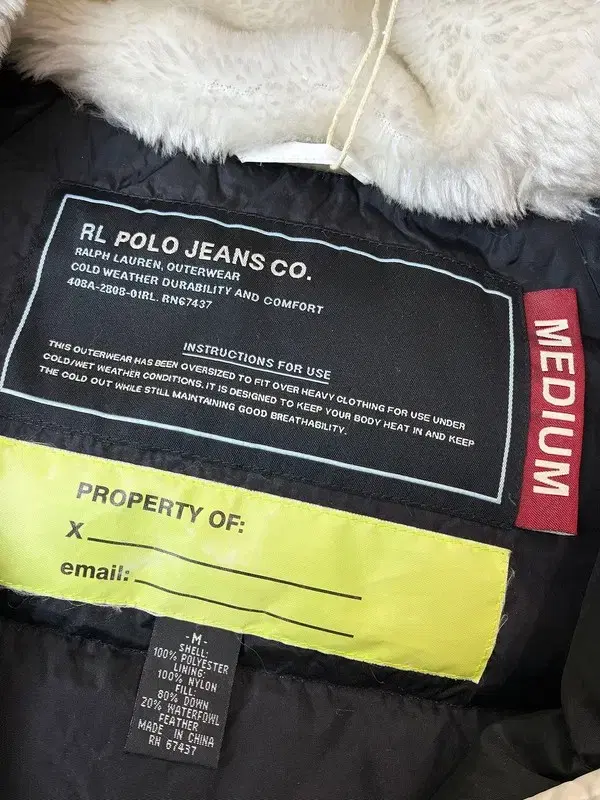 RL POLO JEANS CO.
RALPH LAUREN, OUTERWEAR
COLD WEATHER DURABILITY AND COMFORT
408A-2808-01RL. RN67437
INSTRUCTIONS FOR USE
THIS OUTERWEAR HAS BEEN OVERSIZED TO FIT OVER HEAVY CLOTHING FOR USE UNDER
COLD/WET WEATHER CONDITIONS. IT IS DESIGNED TO KEEP YOUR BODY HEAT IN AND KEEP
THE COLD OUT WHILE STILL MAINTAINING GOOD BREATHABILITY.
MEDIUM
PROPERTY OF:
X
email:
-M-
SHELL:
100% POLYESTER
LINING:
100% NYLON
FILL:
80% DOWN
20% WATERFOWL
FEATHER
MADE IN CHINA
RN 67437